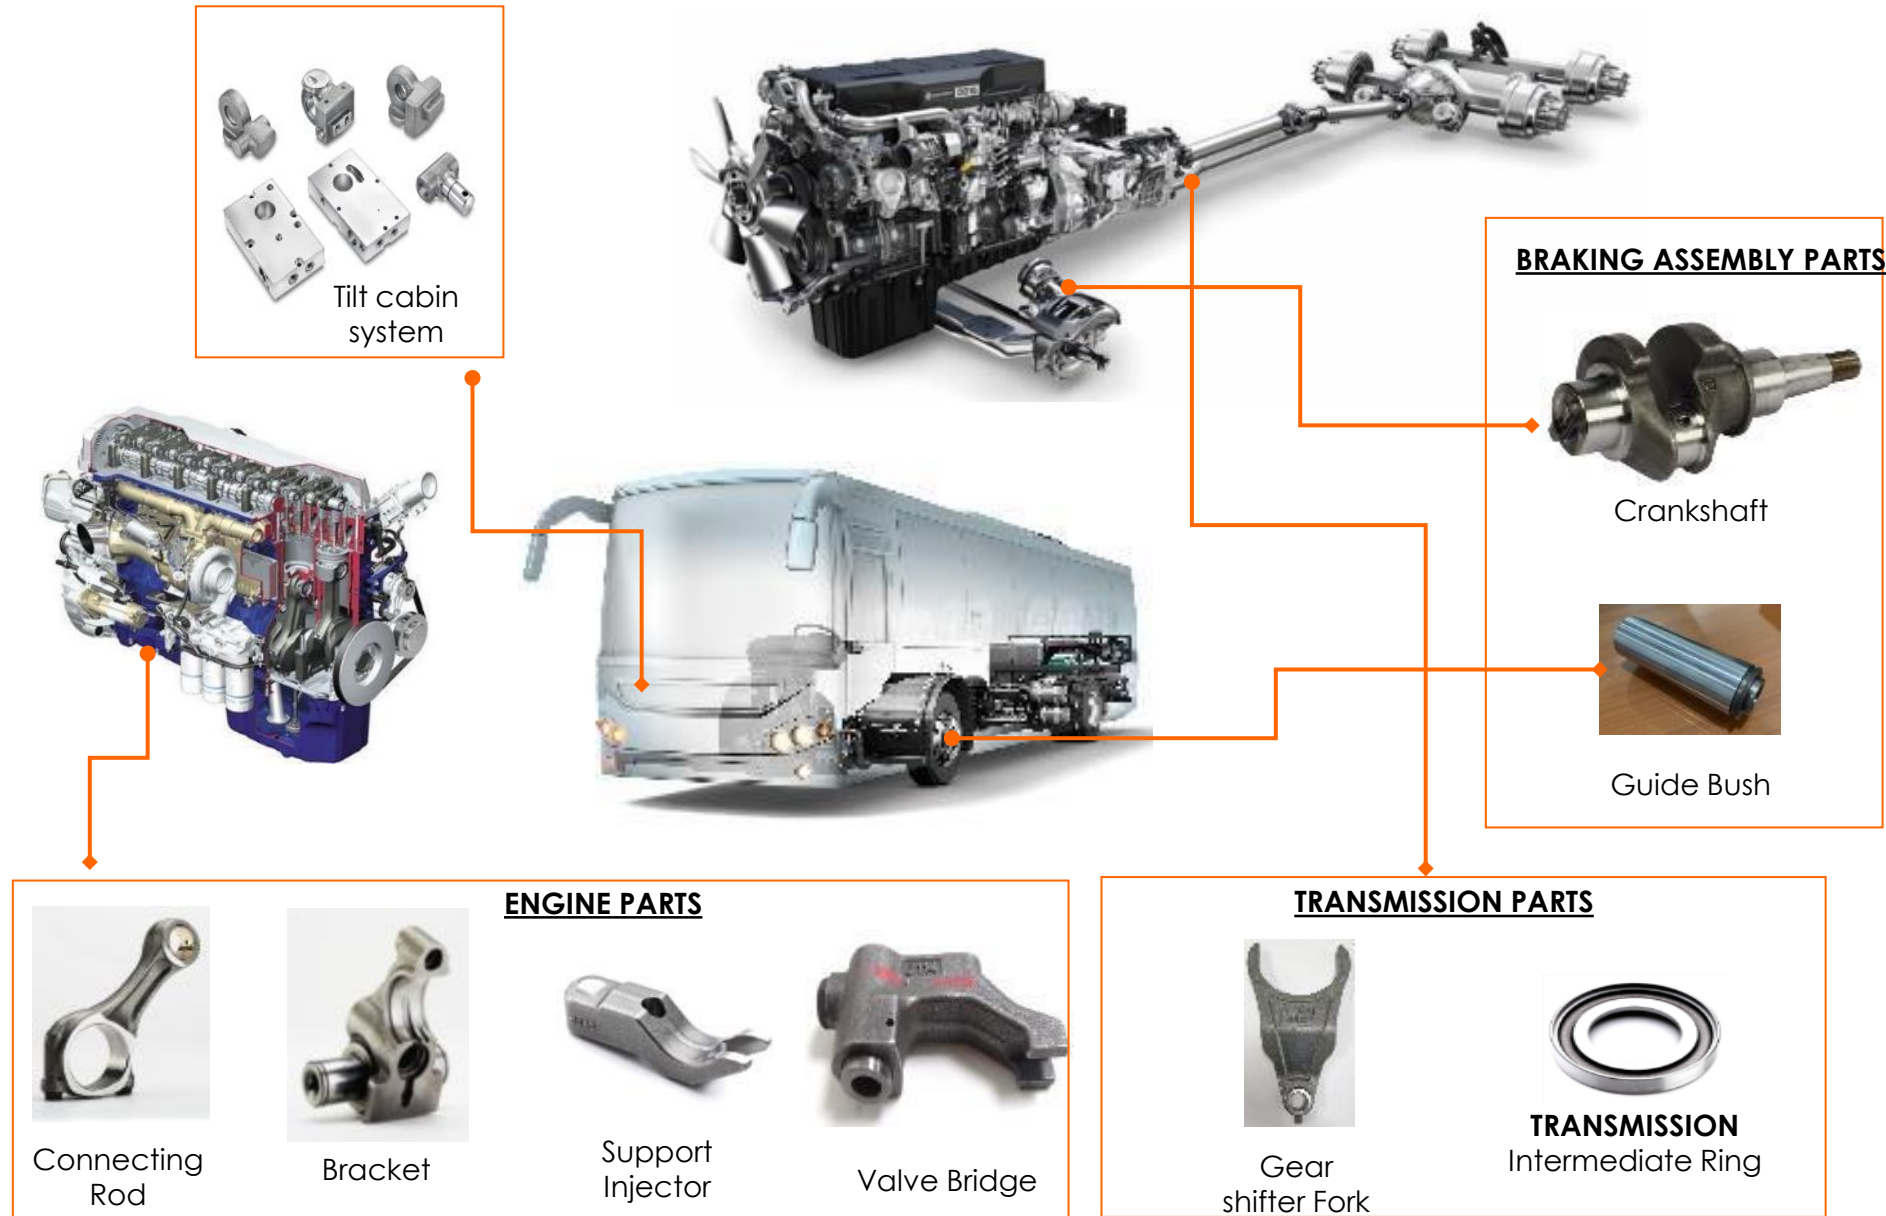 Tilt cabin
system
BRAKING ASSEMBLY PARTS
Crankshaft
Guide Bush
ENGINE PARTS
Connecting
Rod
Bracket
Support
Injector
Valve Bridge
TRANSMISSION PARTS
Gear
shifter Fork
TRANSMISSION
Intermediate Ring